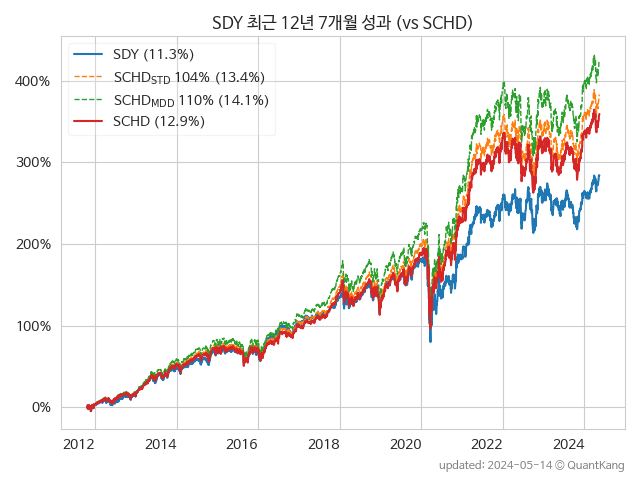 SDY 최근 12년 7개월 성과 (vs SCHD)
SDY (11.3%)
SCHD_STD 104% (13.4%)
SCHD_MDD 110% (14.1%)
SCHD (12.9%)
400%
300%
200%
100%
0%
2012 2014 2016 2018 2020 2022 2024
updated: 2024-05-14 © QuantKang